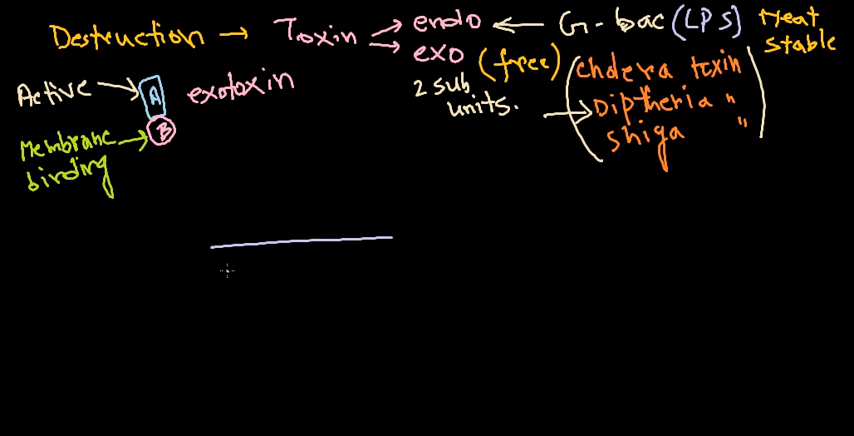 Destruction → Toxin → endo ← G-bac (LPS) Heat stable
→ exo (free)
2 sub units.
(Cholera toxin
→ Diptheria "
Shiga ")
Active → A exotoxin
Membrane binding → B